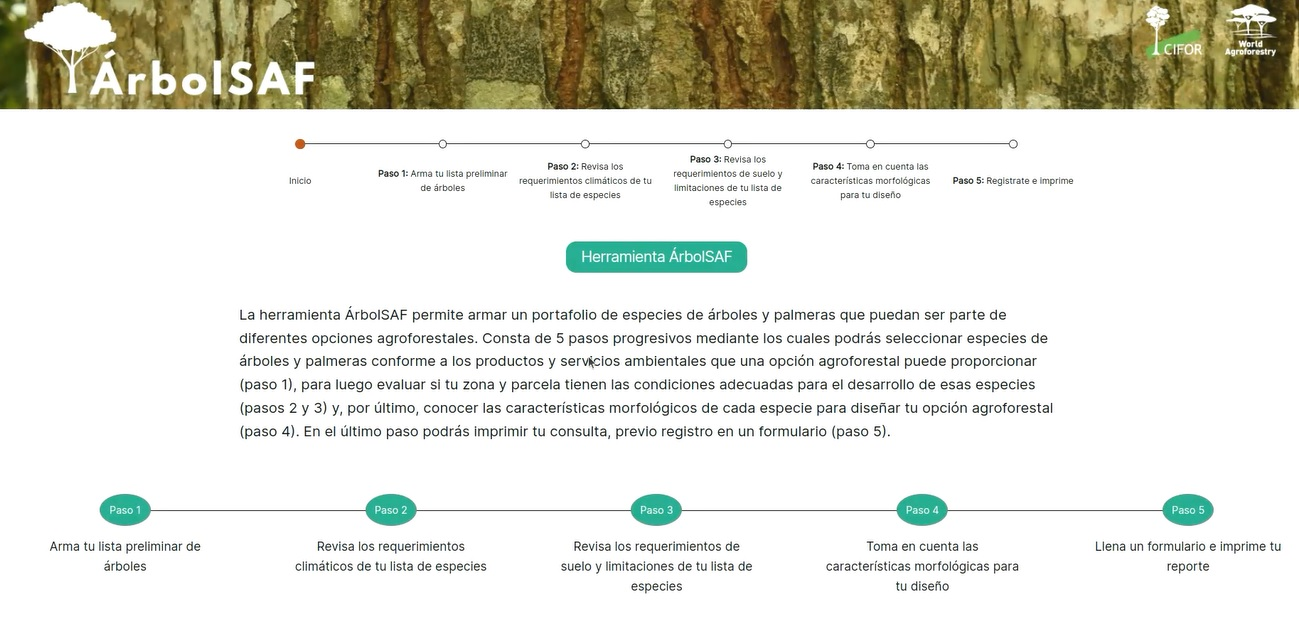 ÁrbolSAF
CIFOR
World
Agroforestry
Inicio
Paso 1: Arma tu lista preliminar
de árboles
Paso 2: Revisa los
requerimientos climáticos de tu
lista de especies
Paso 3: Revisa los
requerimientos de suelo y
limitaciones de tu lista de
especies
Paso 4: Toma en cuenta las
características morfológicas
para tu diseño
Paso 5: Registrate e imprime
Herramienta ÁrbolSAF
La herramienta ÁrbolSAF permite armar un portafolio de especies de árboles y palmeras que puedan ser parte de
diferentes opciones agroforestales. Consta de 5 pasos progresivos mediante los cuales podrás seleccionar especies de
árboles y palmeras conforme a los productos y servicios ambientales que una opción agroforestal puede proporcionar
(paso 1), para luego evaluar si tu zona y parcela tienen las condiciones adecuadas para el desarrollo de esas especies
(pasos 2 y 3) y, por último, conocer las características morfológicos de cada especie para diseñar tu opción agroforestal
(paso 4). En el último paso podrás imprimir tu consulta, previo registro en un formulario (paso 5).
Paso 1
Arma tu lista preliminar de
árboles
Paso 2
Revisa los requerimientos
climáticos de tu lista de especies
Paso 3
Revisa los requerimientos de
suelo y limitaciones de tu lista de
especies
Paso 4
Toma en cuenta las
características morfológicas para
tu diseño
Paso 5
Llena un formulario e imprime tu
reporte